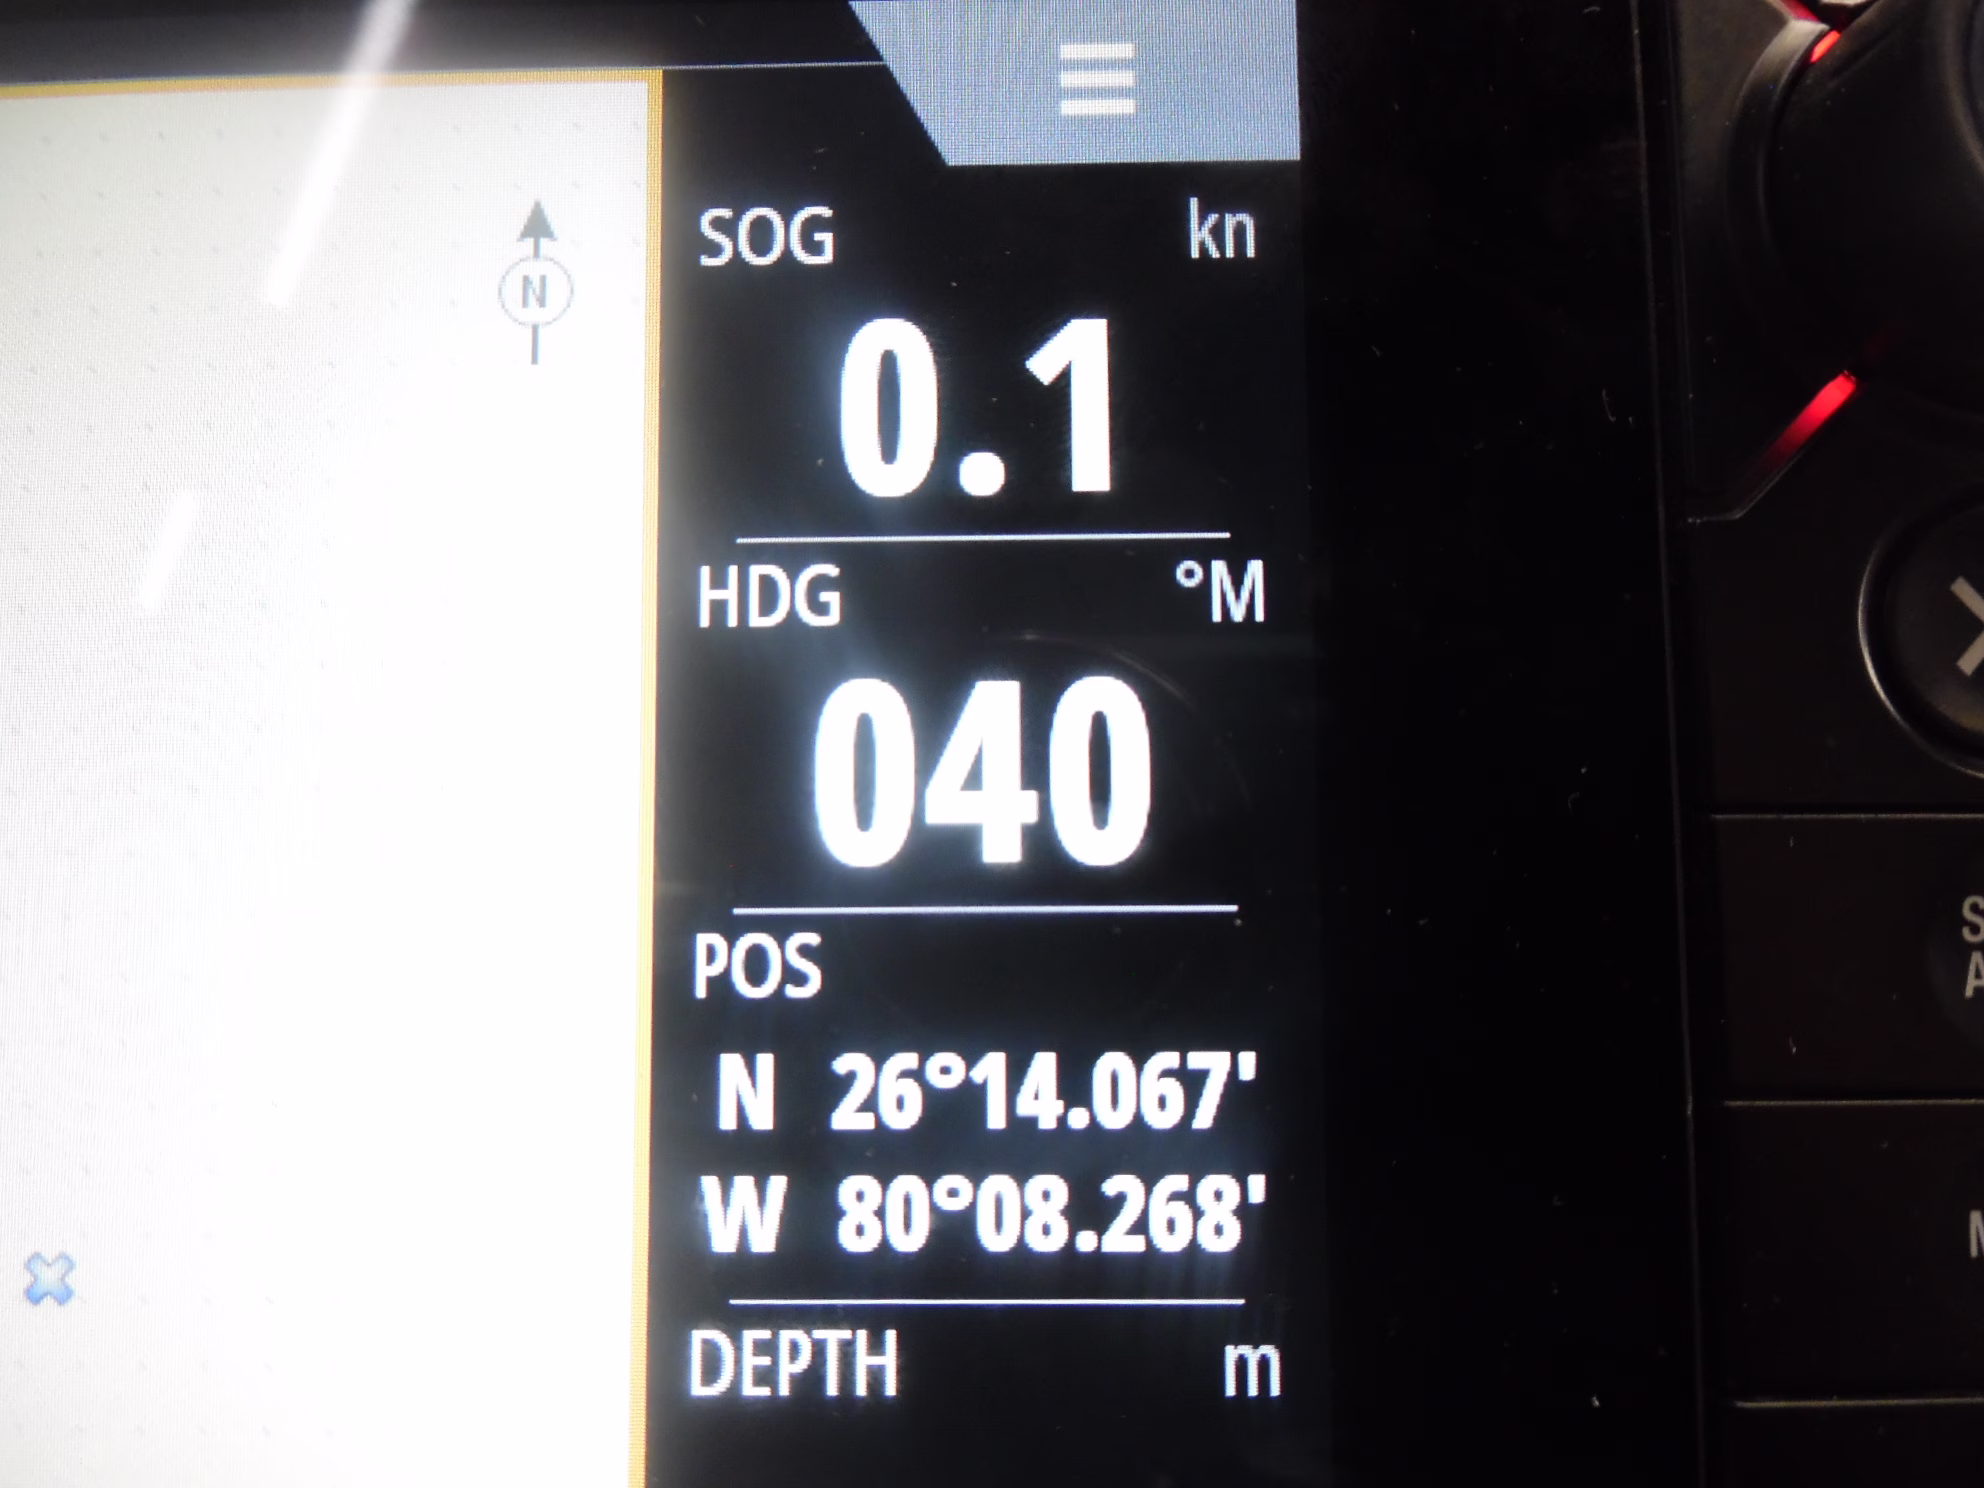 N
SOG kn
0.1
HDG °M
040
POS
N 26°14.067'
W 80°08.268'
DEPTH m